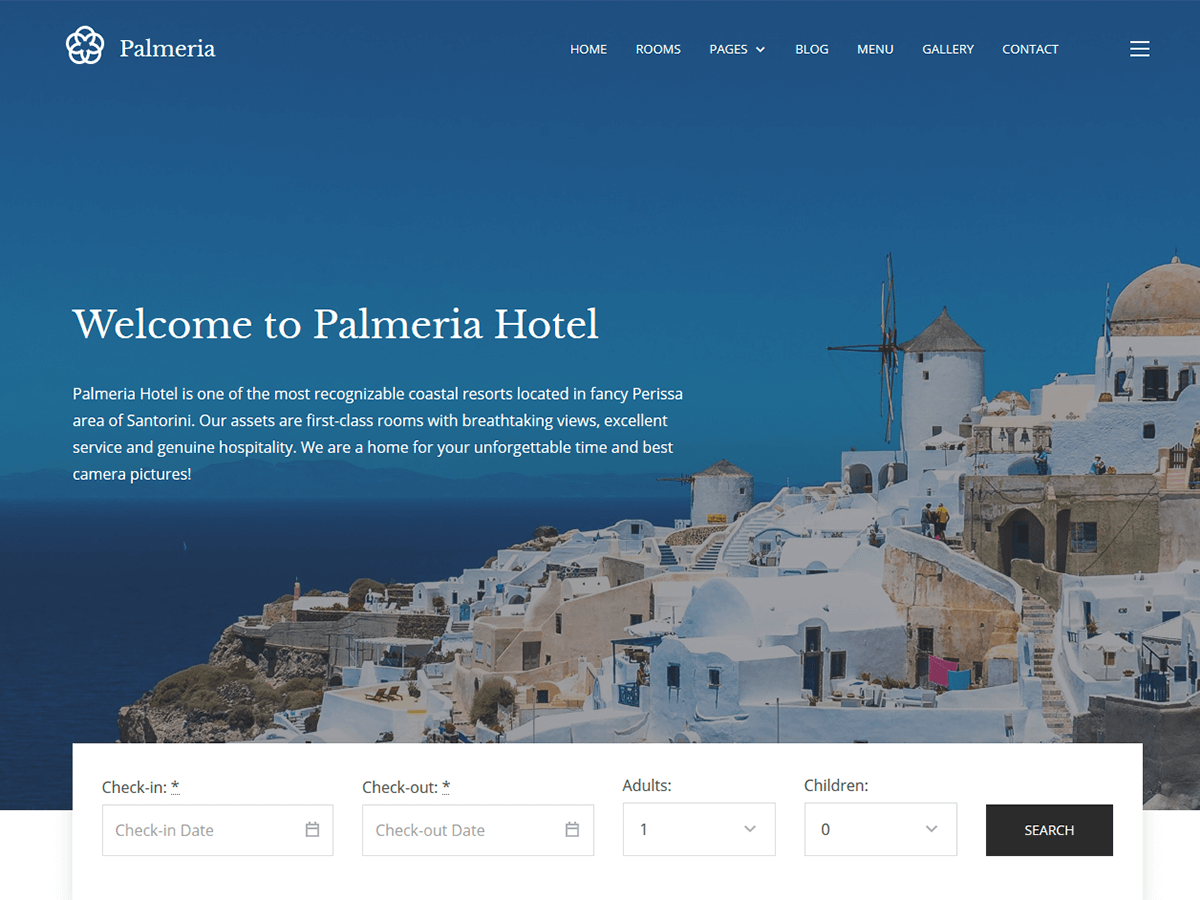 Palmeria
HOME ROOMS PAGES BLOG MENU GALLERY CONTACT
Welcome to Palmeria Hotel
Palmeria Hotel is one of the most recognizable coastal resorts located in fancy Perissa
area of Santorini. Our assets are first-class rooms with breathtaking views, excellent
service and genuine hospitality. We are a home for your unforgettable time and best
camera pictures!
Check-in: * Check-out: * Adults: Children:
Check-in Date Check-out Date 1 0 SEARCH